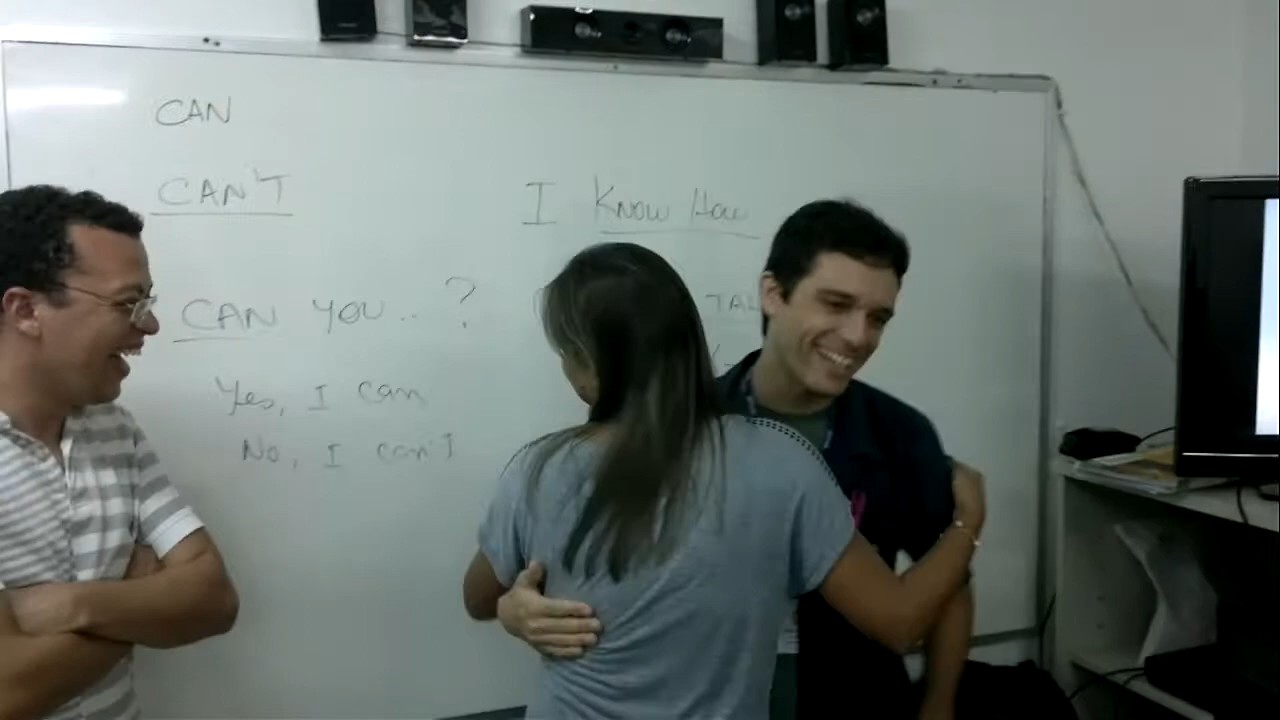 CAN
CAN'T
I KNOW HOW
CAN YOU.. ?
Yes, I can
No, I can't